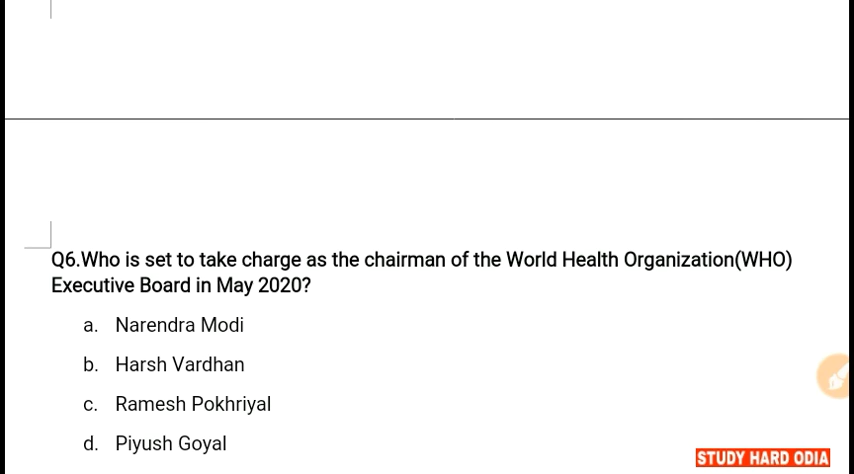 Q6.Who is set to take charge as the chairman of the World Health Organization(WHO)
Executive Board in May 2020?
a. Narendra Modi
b. Harsh Vardhan
c. Ramesh Pokhriyal
d. Piyush Goyal
STUDY HARD ODIA